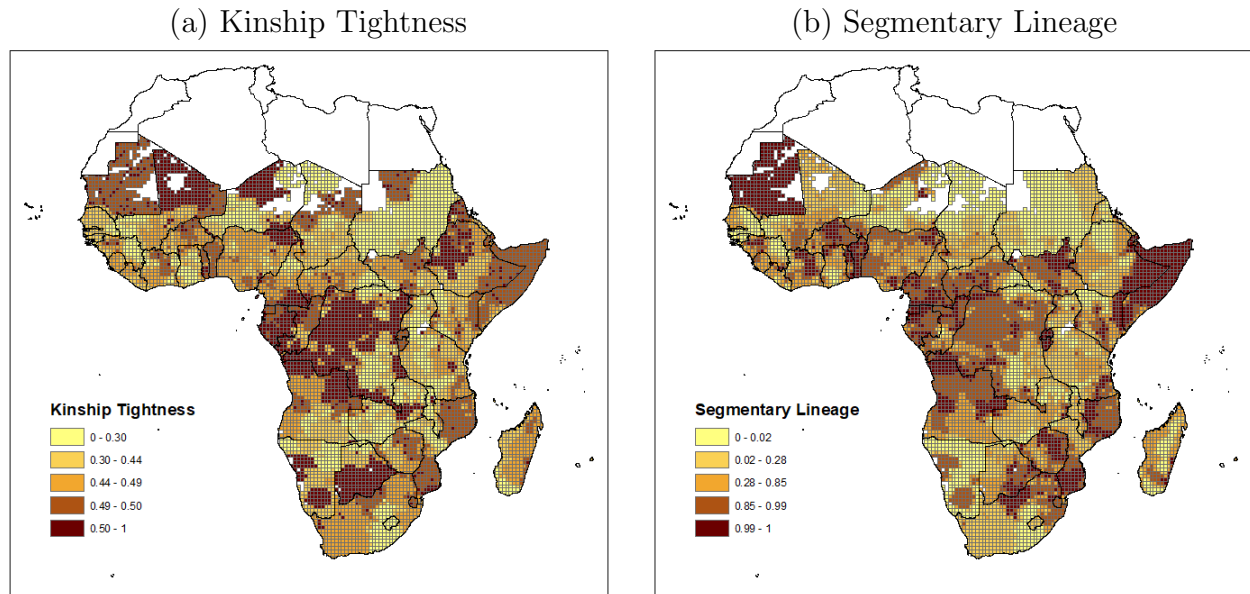 (a) Kinship Tightness
Kinship Tightness
0 - 0.30
0.30 - 0.44
0.44 - 0.49
0.49 - 0.50
0.50 - 1
(b) Segmentary Lineage
Segmentary Lineage
0 - 0.02
0.02 - 0.28
0.28 - 0.85
0.85 - 0.99
0.99 - 1